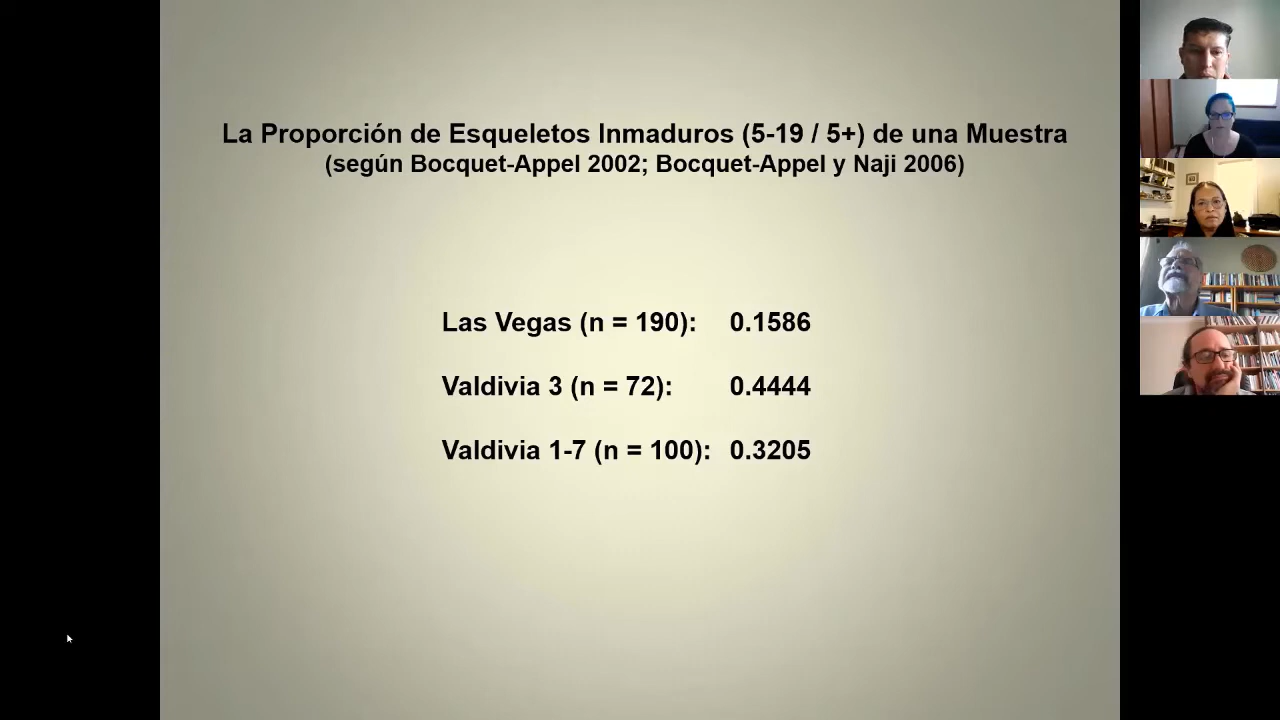 La Proporción de Esqueletos Inmaduros (5-19 / 5+) de una Muestra
(según Bocquet-Appel 2002; Bocquet-Appel y Naji 2006)
Las Vegas (n = 190): 0.1586
Valdivia 3 (n = 72): 0.4444
Valdivia 1-7 (n = 100): 0.3205